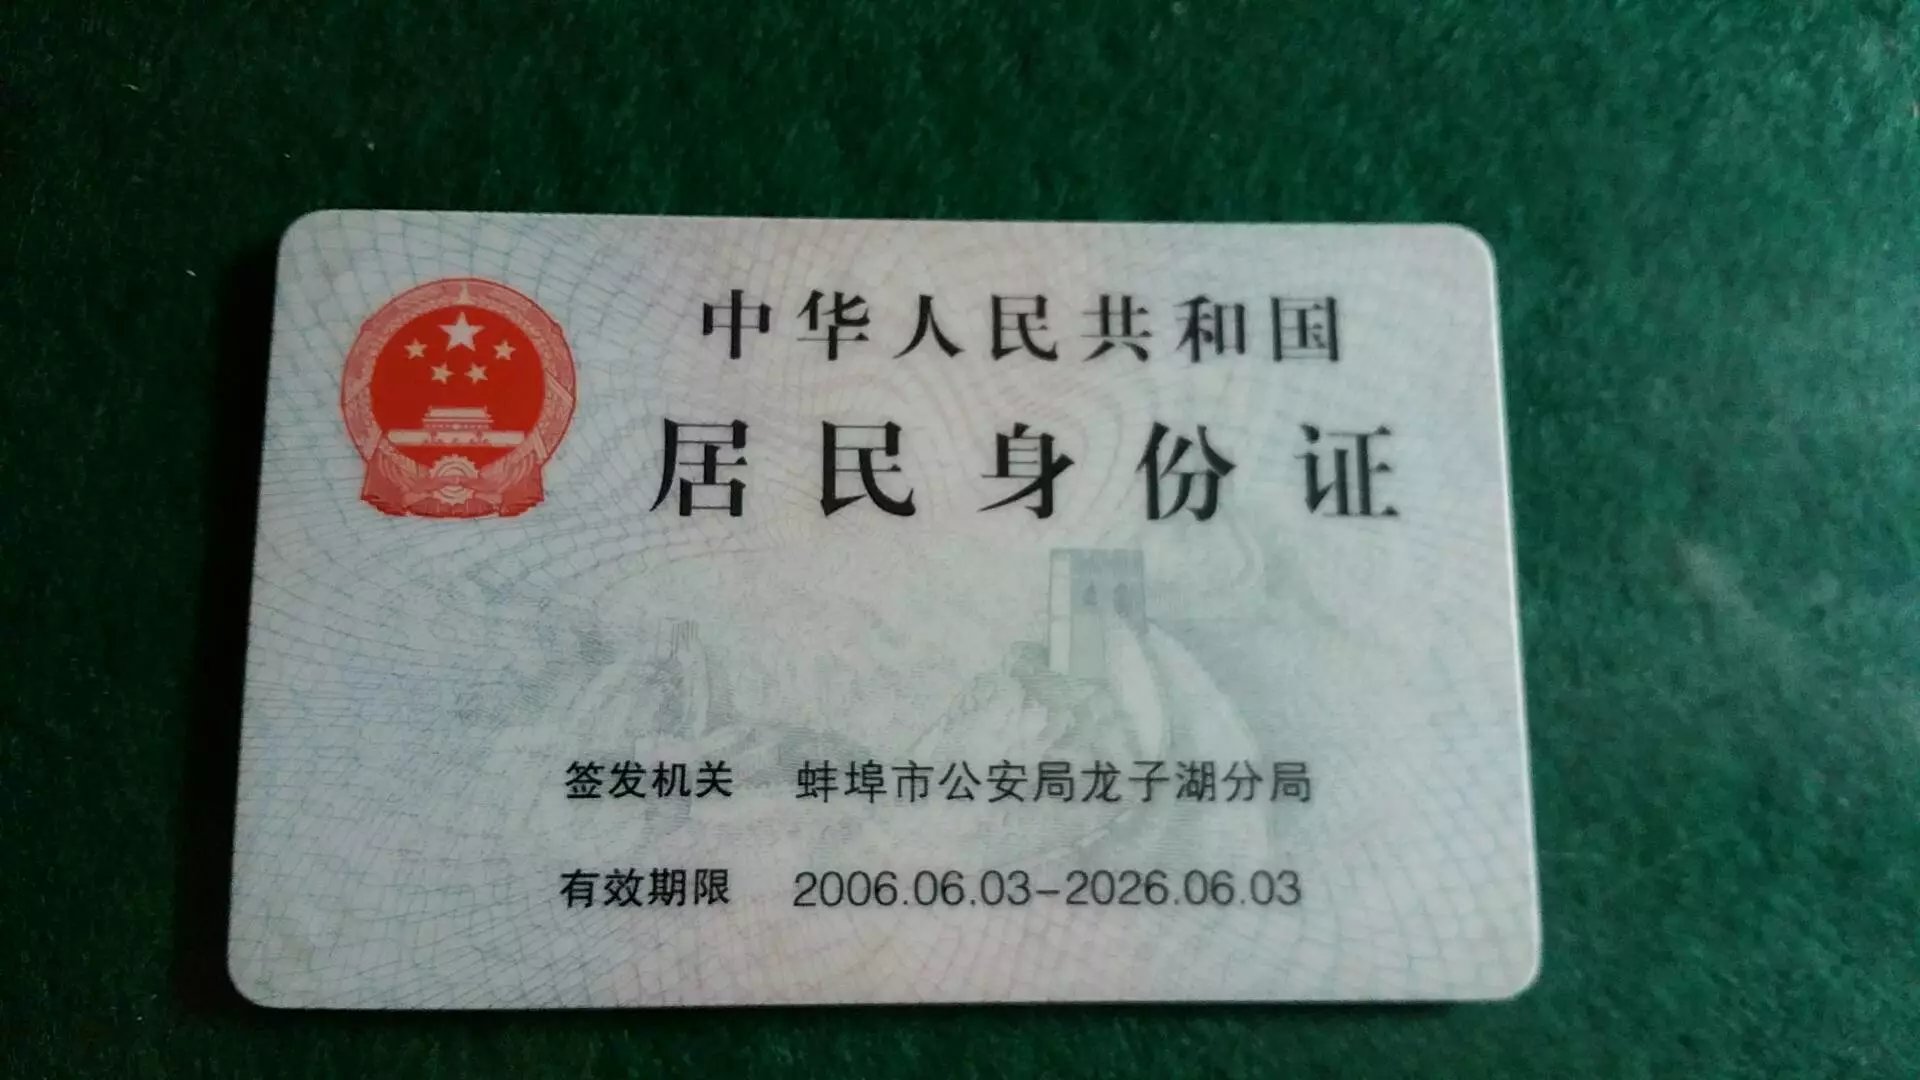 中华人民共和国
居民身份证
签发机关 蚌埠市公安局龙子湖分局
有效期限 2006.06.03-2026.06.03